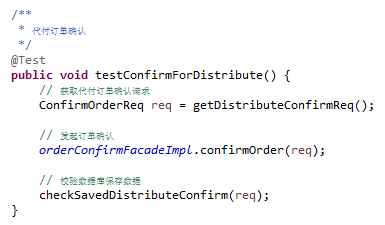 /**
 * 代付订单确认
 */
@Test
public void testConfirmForDistribute() {
    // 获取代付订单确认请求
    ConfirmOrderReq req = getDistributeConfirmReq();
    // 发起订单确认
    orderConfirmFacadeImpl.confirmOrder(req);
    // 校验数据库保存数据
    checkSavedDistributeConfirm(req);
}